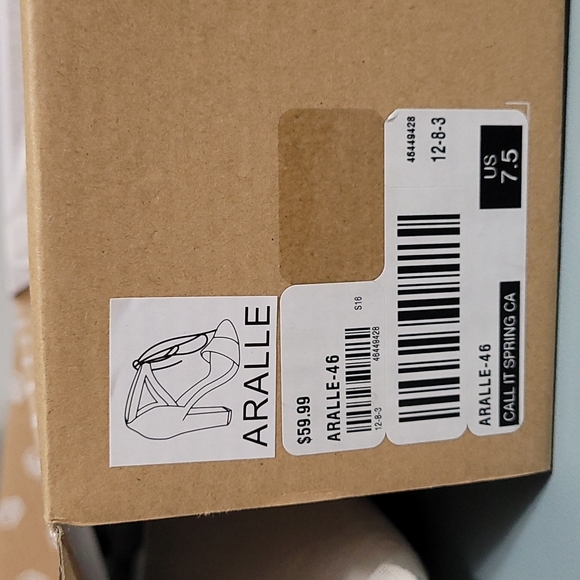 ARALLE
$59.99
ARALLE-46
12-8-3 46449428
S16
46449428
12-8-3
US
7.5
ARALLE-46
CALL IT SPRING CA